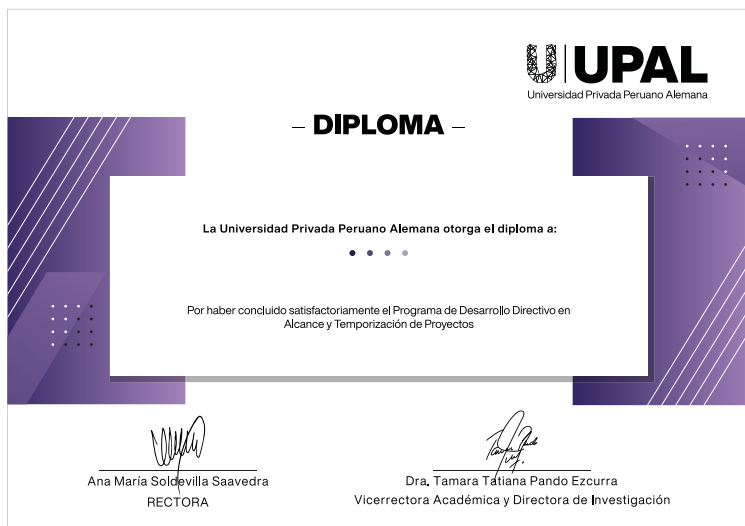 UPAL
Universidad Privada Peruano Alemana
– DIPLOMA –
La Universidad Privada Peruano Alemana otorga el diploma a:
Por haber concluido satisfactoriamente el Programa de Desarrollo Directivo en
Alcance y Temporización de Proyectos
Ana María Soldevilla Saavedra
RECTORA
Dra. Tamara Tatiana Pando Ezcurra
Vicerrectora Académica y Directora de Investigación